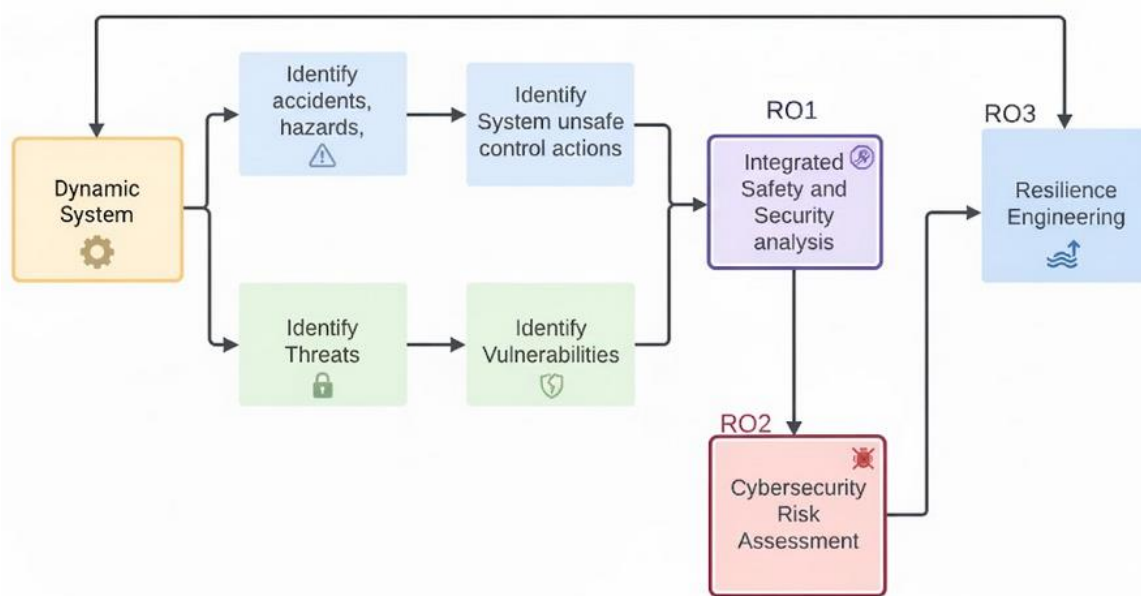 Dynamic
System
Identify
accidents,
hazards,
Identify
System unsafe
control actions
Identify
Threats
Identify
Vulnerabilities
RO1
Integrated
Safety and
Security
analysis
RO2
Cybersecurity
Risk
Assessment
RO3
Resilience
Engineering